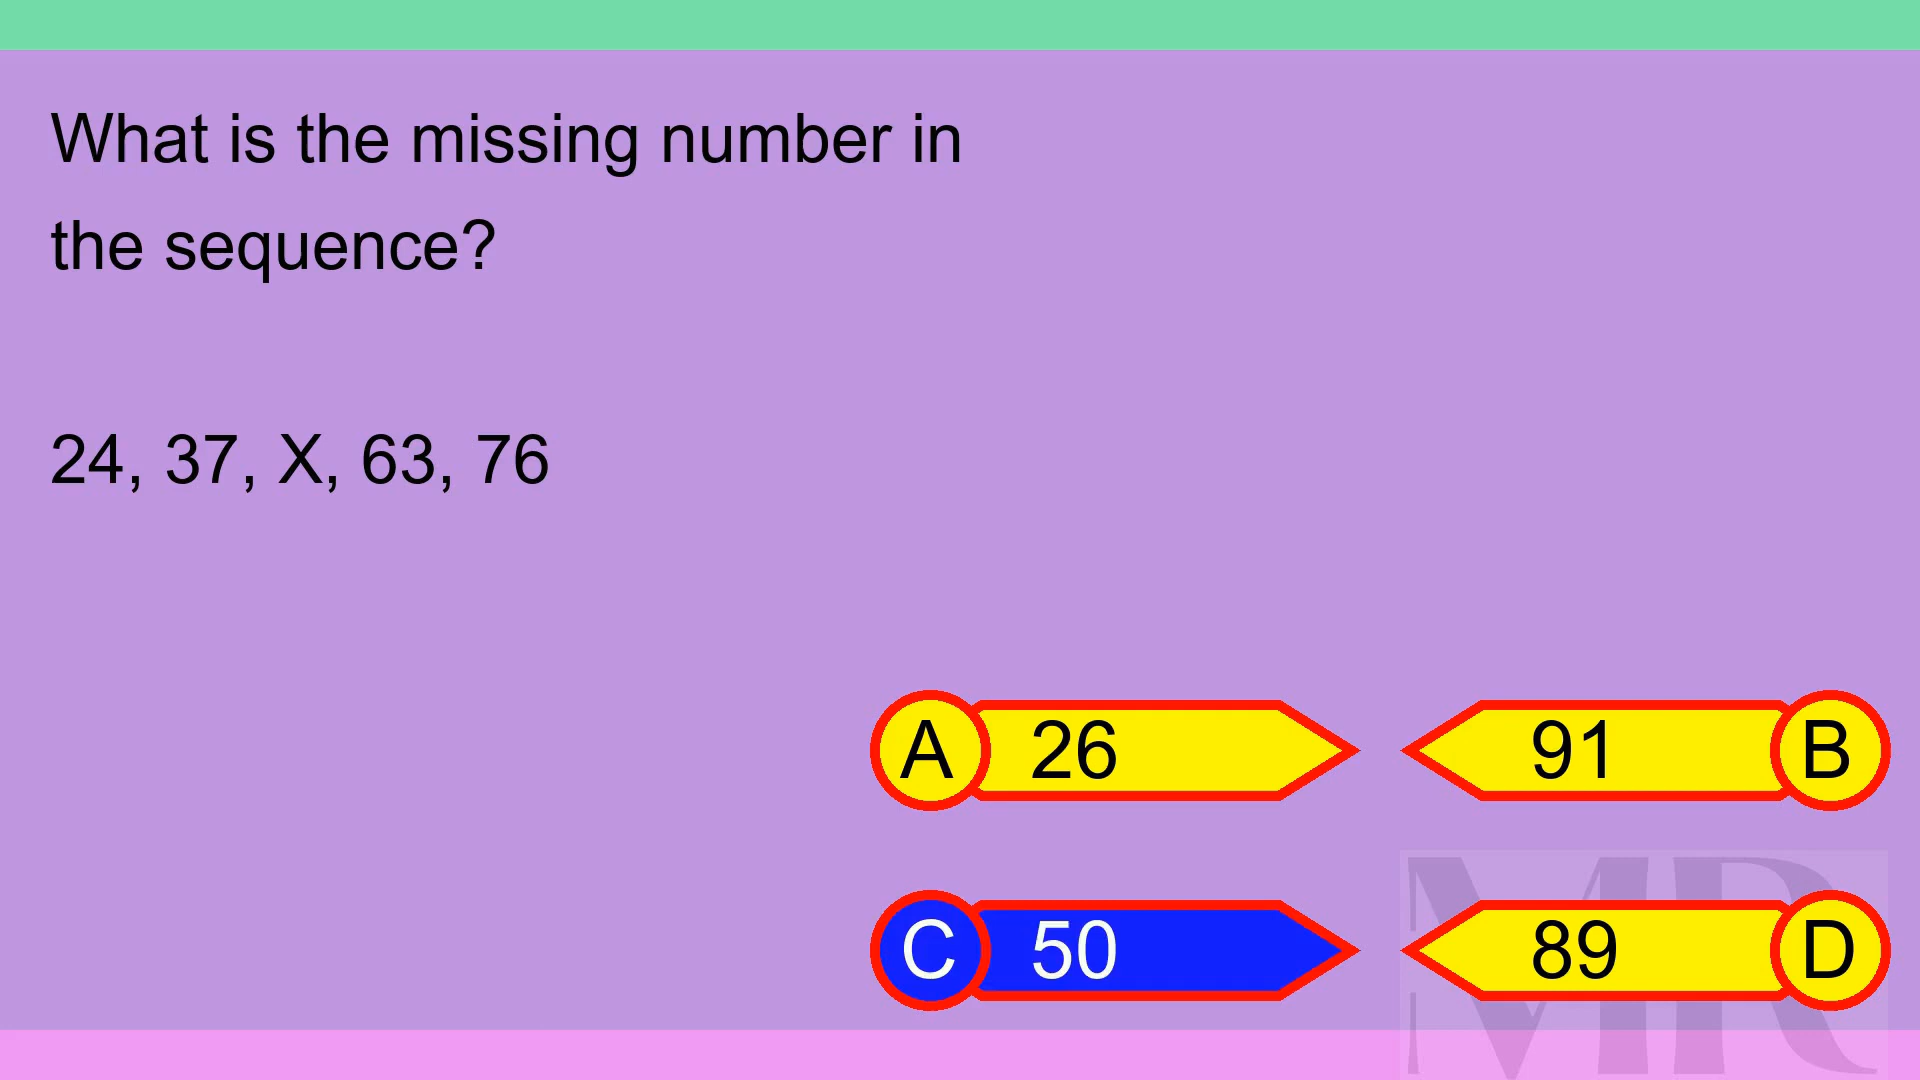 What is the missing number in
the sequence?
24, 37, X, 63, 76
A 26
91 B
C 50
89 D
MR